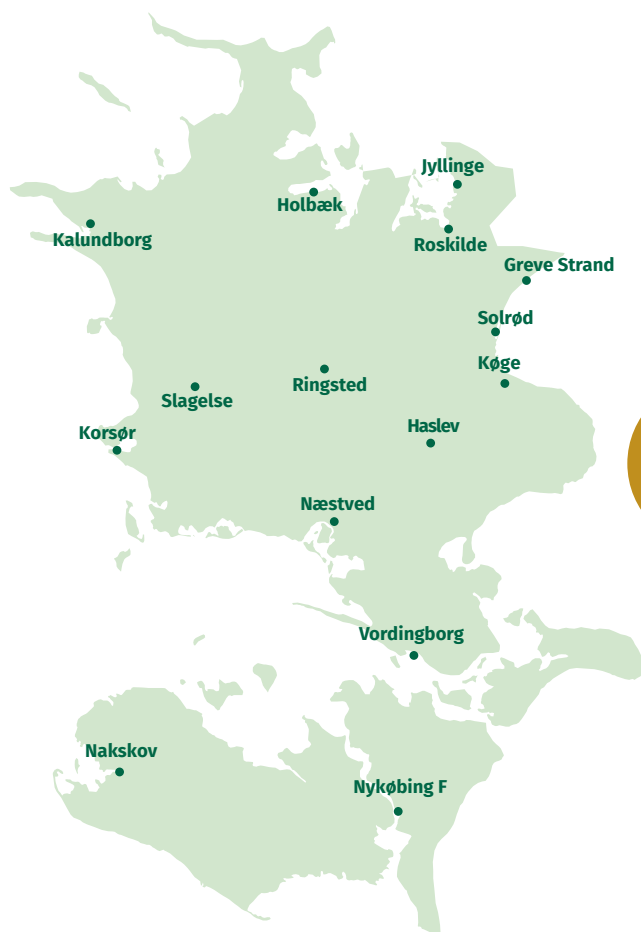 Jyllinge
Holbæk
Kalundborg
Roskilde
Greve Strand
Solrød
Køge
Ringsted
Slagelse
Haslev
Korsør
Næstved
Vordingborg
Nakskov
Nykøbing F